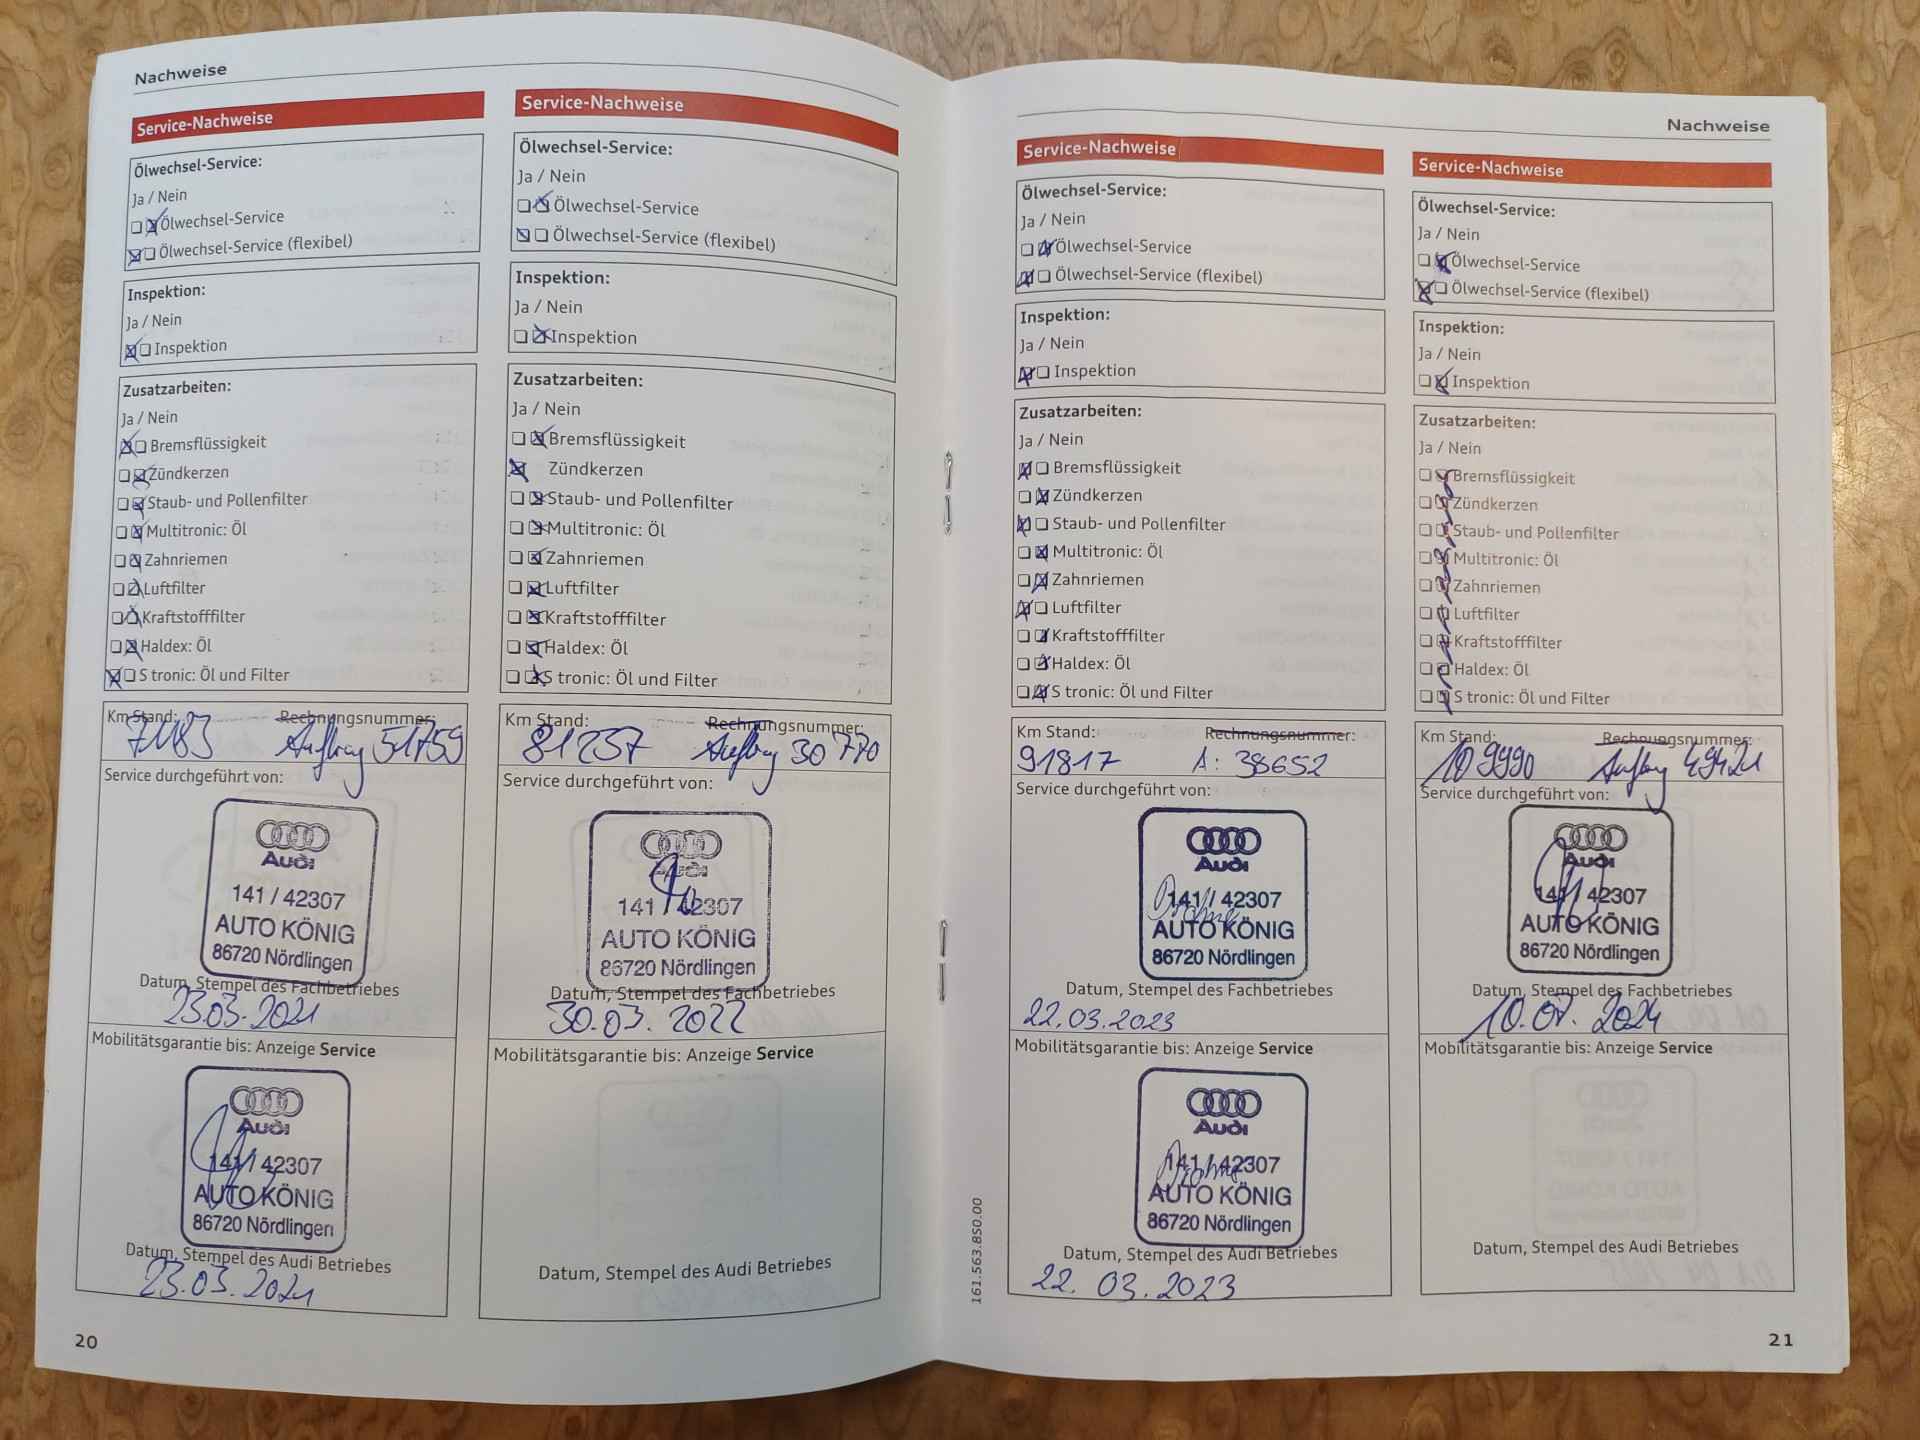 Nachweise
Service-Nachweise
Ölwechsel-Service:
Ja / Nein
Ölwechsel-Service
Ölwechsel-Service (flexibel)
Inspektion:
Ja / Nein
Inspektion
Zusatzarbeiten:
Ja / Nein
Bremsflüssigkeit
Zündkerzen
Staub- und Pollenfilter
Multitronic: Öl
Zahnriemen
Luftfilter
Kraftstofffilter
Haldex: Öl
S tronic: Öl und Filter
Km Stand: Rechnungsnummer:
71183 Auftrag 51759
Service durchgeführt von:
Audi
141 / 42307
AUTO KÖNIG
86720 Nördlingen
Datum, Stempel des Fachbetriebes
23.03.2021
Mobilitätsgarantie bis: Anzeige Service
Audi
141 / 42307
AUTO KÖNIG
86720 Nördlingen
Datum, Stempel des Audi Betriebes
23.03.2021
20
Service-Nachweise
Ölwechsel-Service:
Ja / Nein
Ölwechsel-Service
Ölwechsel-Service (flexibel)
Inspektion:
Ja / Nein
Inspektion
Zusatzarbeiten:
Ja / Nein
Bremsflüssigkeit
Zündkerzen
Staub- und Pollenfilter
Multitronic: Öl
Zahnriemen
Luftfilter
Kraftstofffilter
Haldex: Öl
S tronic: Öl und Filter
Km Stand: Rechnungsnummer:
81237 Auftrag 30770
Service durchgeführt von:
Audi
141 / 42307
AUTO KÖNIG
86720 Nördlingen
Datum, Stempel des Fachbetriebes
30.03.2022
Mobilitätsgarantie bis: Anzeige Service
Datum, Stempel des Audi Betriebes
Nachweise
Service-Nachweise
Ölwechsel-Service:
Ja / Nein
Ölwechsel-Service
Ölwechsel-Service (flexibel)
Inspektion:
Ja / Nein
Inspektion
Zusatzarbeiten:
Ja / Nein
Bremsflüssigkeit
Zündkerzen
Staub- und Pollenfilter
Multitronic: Öl
Zahnriemen
Luftfilter
Kraftstofffilter
Haldex: Öl
S tronic: Öl und Filter
Km Stand: Rechnungsnummer:
91817 A: 38652
Service durchgeführt von:
Audi
141 / 42307
AUTO KÖNIG
86720 Nördlingen
Datum, Stempel des Fachbetriebes
22.03.2023
Mobilitätsgarantie bis: Anzeige Service
Audi
141 / 42307
AUTO KÖNIG
86720 Nördlingen
Datum, Stempel des Audi Betriebes
22.03.2023
161.563.850.00
Service-Nachweise
Ölwechsel-Service:
Ja / Nein
Ölwechsel-Service
Ölwechsel-Service (flexibel)
Inspektion:
Ja / Nein
Inspektion
Zusatzarbeiten:
Ja / Nein
Bremsflüssigkeit
Zündkerzen
Staub- und Pollenfilter
Multitronic: Öl
Zahnriemen
Luftfilter
Kraftstofffilter
Haldex: Öl
S tronic: Öl und Filter
Km Stand: Rechnungsnummer:
109990 Auftrag 49421
Service durchgeführt von:
Audi
141 / 42307
AUTO KÖNIG
86720 Nördlingen
Datum, Stempel des Fachbetriebes
10.07.2024
Mobilitätsgarantie bis: Anzeige Service
Datum, Stempel des Audi Betriebes
21